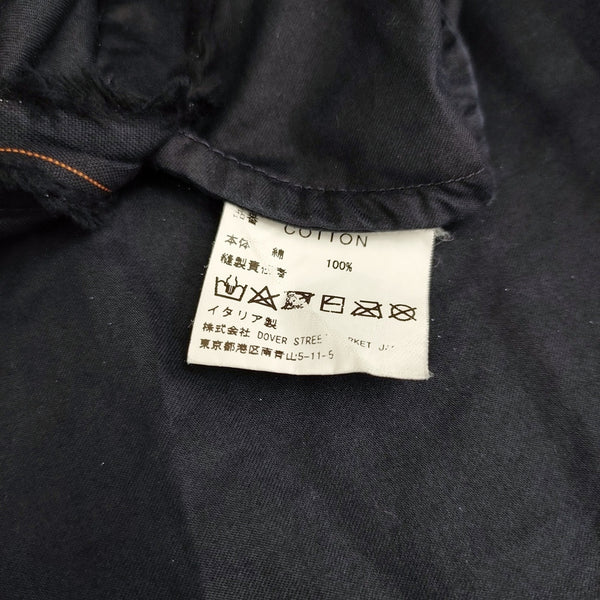 COTTON
本体 綿 100%
縫製責任者
イタリア製
株式会社 DOVER STREET MARKET
東京都港区南青山5-11-5